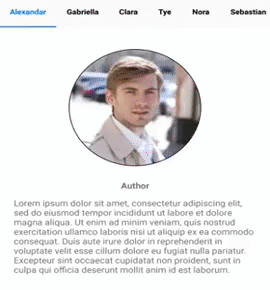 Alexandar Gabriella Clara Tye Nora Sebastian
Author
Lorem ipsum dolor sit amet, consectetur adipiscing elit,
sed do eiusmod tempor incididunt ut labore et dolore
magna aliqua. Ut enim ad minim veniam, quis nostrud
exercitation ullamco laboris nisi ut aliquip ex ea commodo
consequat. Duis aute irure dolor in reprehenderit in
voluptate velit esse cillum dolore eu fugiat nulla pariatur.
Excepteur sint occaecat cupidatat non proident, sunt in
culpa qui officia deserunt mollit anim id est laborum.